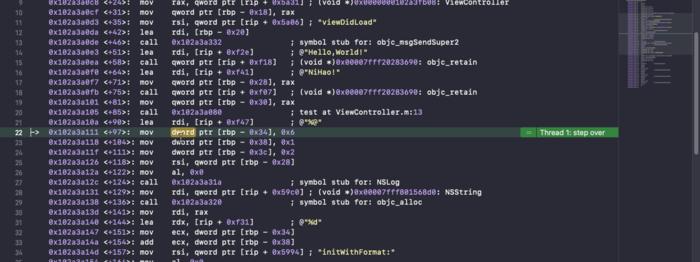 9 0x102a3a0c8 <+24>: mov rax, qword ptr [rip + 0x5a31] ; (void *)0x0000000102a3fb08: ViewController
10 0x102a3a0cf <+31>: mov qword ptr [rbp - 0x18], rax
11 0x102a3a0d3 <+35>: mov rsi, qword ptr [rip + 0x5a06] ; "viewDidLoad"
12 0x102a3a0da <+42>: lea rdi, [rbp - 0x20]
13 0x102a3a0de <+46>: call 0x102a3a332 ; symbol stub for: objc_msgSendSuper2
14 0x102a3a0e3 <+51>: lea rdi, [rip + 0xf2e] ; @"Hello,World!"
15 0x102a3a0ea <+58>: call qword ptr [rip + 0xf18] ; (void *)0x00007fff20283690: objc_retain
16 0x102a3a0f0 <+64>: lea rdi, [rip + 0xf41] ; @"NiHao!"
17 0x102a3a0f7 <+71>: mov qword ptr [rbp - 0x28], rax
18 0x102a3a0fb <+75>: call qword ptr [rip + 0xf07] ; (void *)0x00007fff20283690: objc_retain
19 0x102a3a101 <+81>: mov qword ptr [rbp - 0x30], rax
20 0x102a3a105 <+85>: call 0x102a3a080 ; test at ViewController.m:13
21 0x102a3a10a <+90>: lea rdi, [rip + 0xf47] ; @"%@"
22 0x102a3a111 <+97>: mov dword ptr [rbp - 0x34], 0x6 Thread 1: step over
23 0x102a3a118 <+104>: mov dword ptr [rbp - 0x38], 0x1
24 0x102a3a11f <+111>: mov dword ptr [rbp - 0x3c], 0x2
25 0x102a3a126 <+118>: mov rsi, qword ptr [rbp - 0x28]
26 0x102a3a12a <+122>: mov al, 0x0
27 0x102a3a12c <+124>: call 0x102a3a31a ; symbol stub for: NSLog
28 0x102a3a131 <+129>: mov rdi, qword ptr [rip + 0x59c0] ; (void *)0x00007fff801568d0: NSString
29 0x102a3a138 <+136>: call 0x102a3a320 ; symbol stub for: objc_alloc
30 0x102a3a13d <+141>: mov rdi, rax
31 0x102a3a140 <+144>: lea rdx, [rip + 0xf31] ; @"%d"
32 0x102a3a147 <+151>: mov ecx, dword ptr [rbp - 0x34]
33 0x102a3a14a <+154>: add ecx, dword ptr [rbp - 0x38]
34 0x102a3a14d <+157>: mov rsi, qword ptr [rip + 0x5994] ; "initWithFormat:"